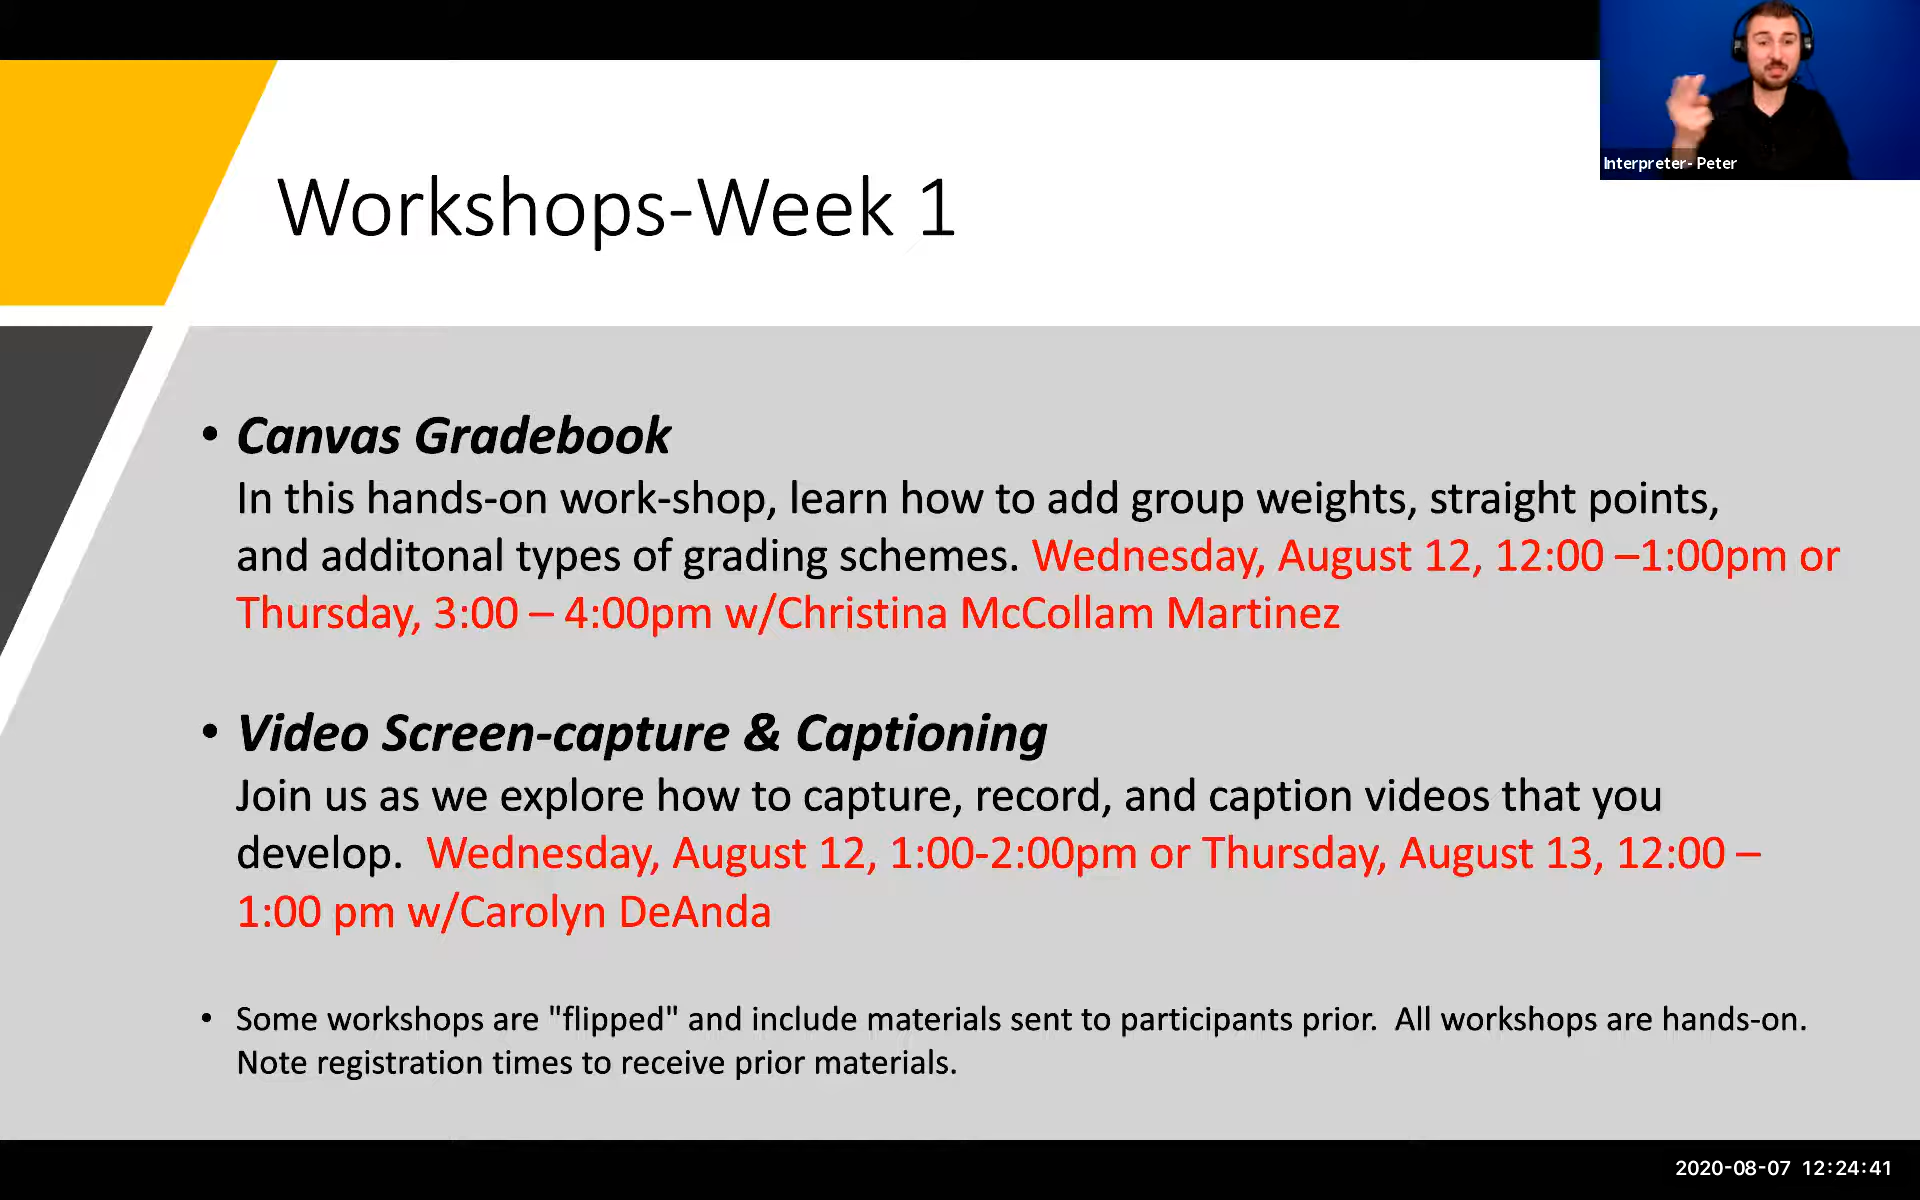 Interpreter- Peter
Workshops-Week 1
• Canvas Gradebook
In this hands-on work-shop, learn how to add group weights, straight points,
and additonal types of grading schemes. Wednesday, August 12, 12:00 –1:00pm or
Thursday, 3:00 – 4:00pm w/Christina McCollam Martinez
• Video Screen-capture & Captioning
Join us as we explore how to capture, record, and caption videos that you
develop.  Wednesday, August 12, 1:00-2:00pm or Thursday, August 13, 12:00 –
1:00 pm w/Carolyn DeAnda
• Some workshops are "flipped" and include materials sent to participants prior.  All workshops are hands-on.
Note registration times to receive prior materials.
2020-08-07 12:24:41